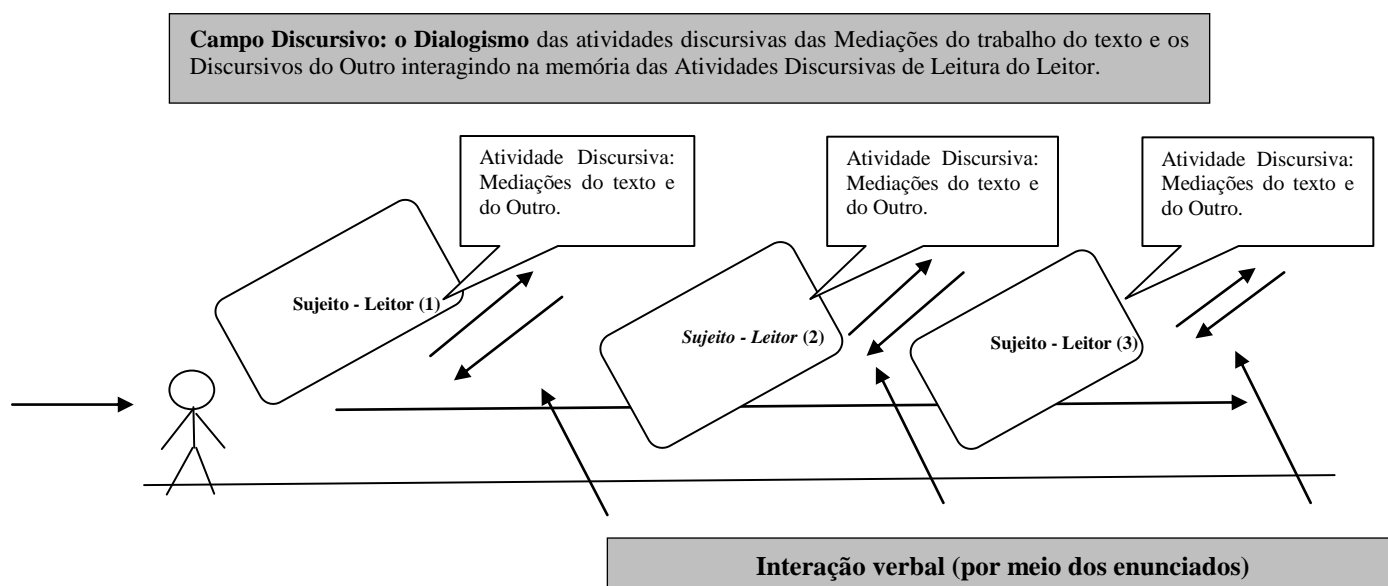 Campo Discursivo: o Dialogismo das atividades discursivas das Mediações do trabalho do texto e os
Discursivos do Outro interagindo na memória das Atividades Discursivas de Leitura do Leitor.
Atividade Discursiva:
Mediações do texto e
do Outro.
Atividade Discursiva:
Mediações do texto e
do Outro.
Atividade Discursiva:
Mediações do texto e
do Outro.
Sujeito - Leitor (1)
Sujeito - Leitor (2)
Sujeito - Leitor (3)
Interação verbal (por meio dos enunciados)